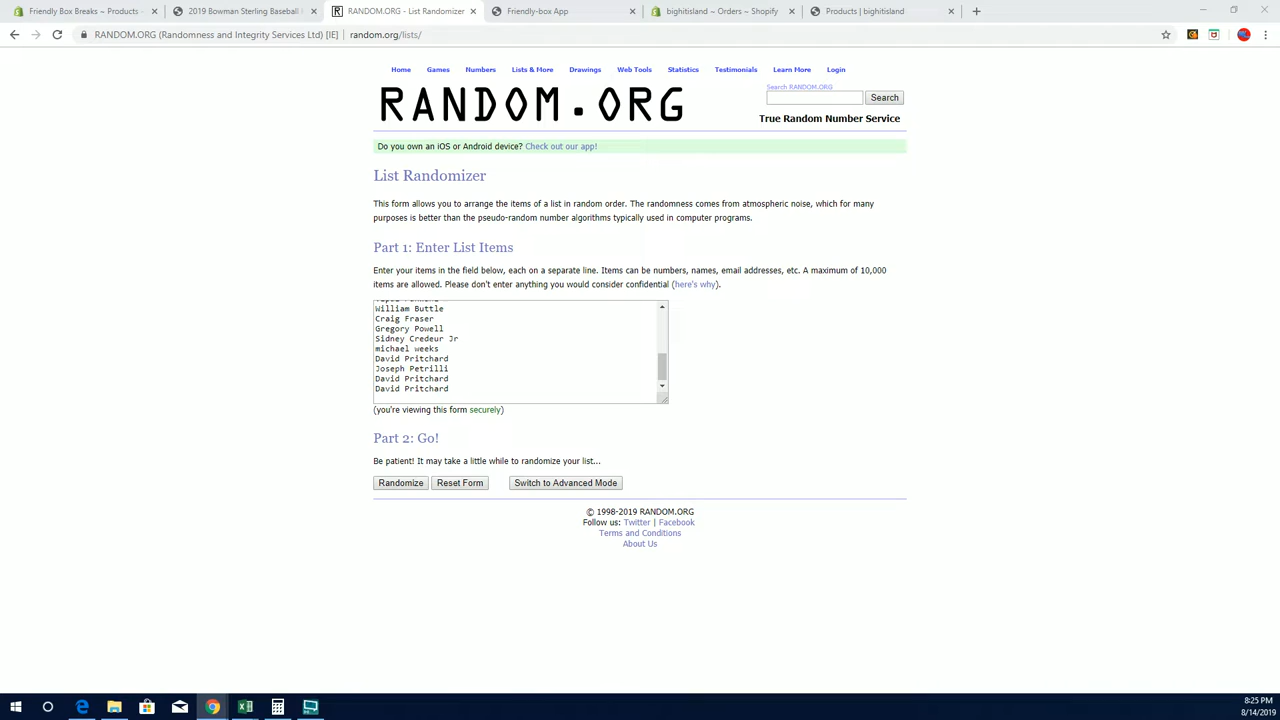 Friendly Box Breaks ~ Products
2019 Bowman Sterling Baseball
RANDOM.ORG - List Randomizer
Friendly-box App
bighitisland ~ Orders ~ Shopify
Products | bighitisland
RANDOM.ORG (Randomness and Integrity Services Ltd) [IE] | random.org/lists/
Home Games Numbers Lists & More Drawings Web Tools Statistics Testimonials Learn More Login
RANDOM.ORG
Search RANDOM.ORG
Search
True Random Number Service
Do you own an iOS or Android device? Check out our app!
List Randomizer
This form allows you to arrange the items of a list in random order. The randomness comes from atmospheric noise, which for many
purposes is better than the pseudo-random number algorithms typically used in computer programs.
Part 1: Enter List Items
Enter your items in the field below, each on a separate line. Items can be numbers, names, email addresses, etc. A maximum of 10,000
items are allowed. Please don't enter anything you would consider confidential (here's why).
William Buttle
Craig Fraser
Gregory Powell
Sidney Credeur Jr
michael weeks
David Pritchard
Joseph Petrilli
David Pritchard
David Pritchard
(you're viewing this form securely)
Part 2: Go!
Be patient! It may take a little while to randomize your list...
Randomize Reset Form Switch to Advanced Mode
© 1998-2019 RANDOM.ORG
Follow us: Twitter | Facebook
Terms and Conditions
About Us
8:25 PM
8/14/2019